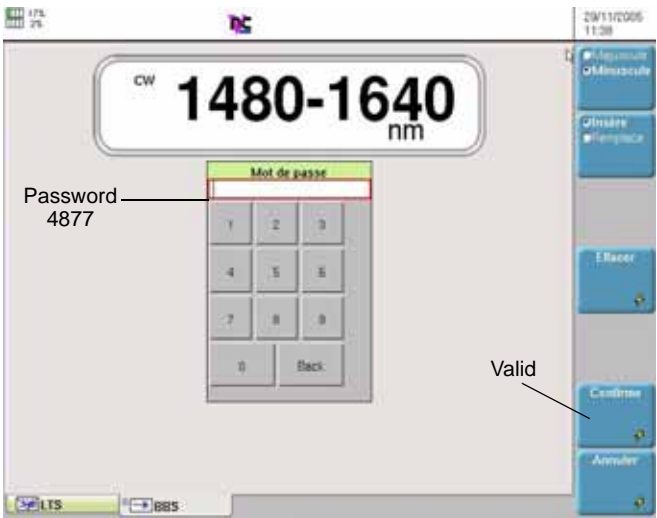 17%
2%
29/11/2005
11:38
CW
1480-1640
nm
Majuscule
Minuscule
Insère
Remplace
Mot de passe
Password
4877
1 2 3
4 5 6
7 8 9
0 Back
Effacer
Valid
Confirme
Annuler
LTS
BBS